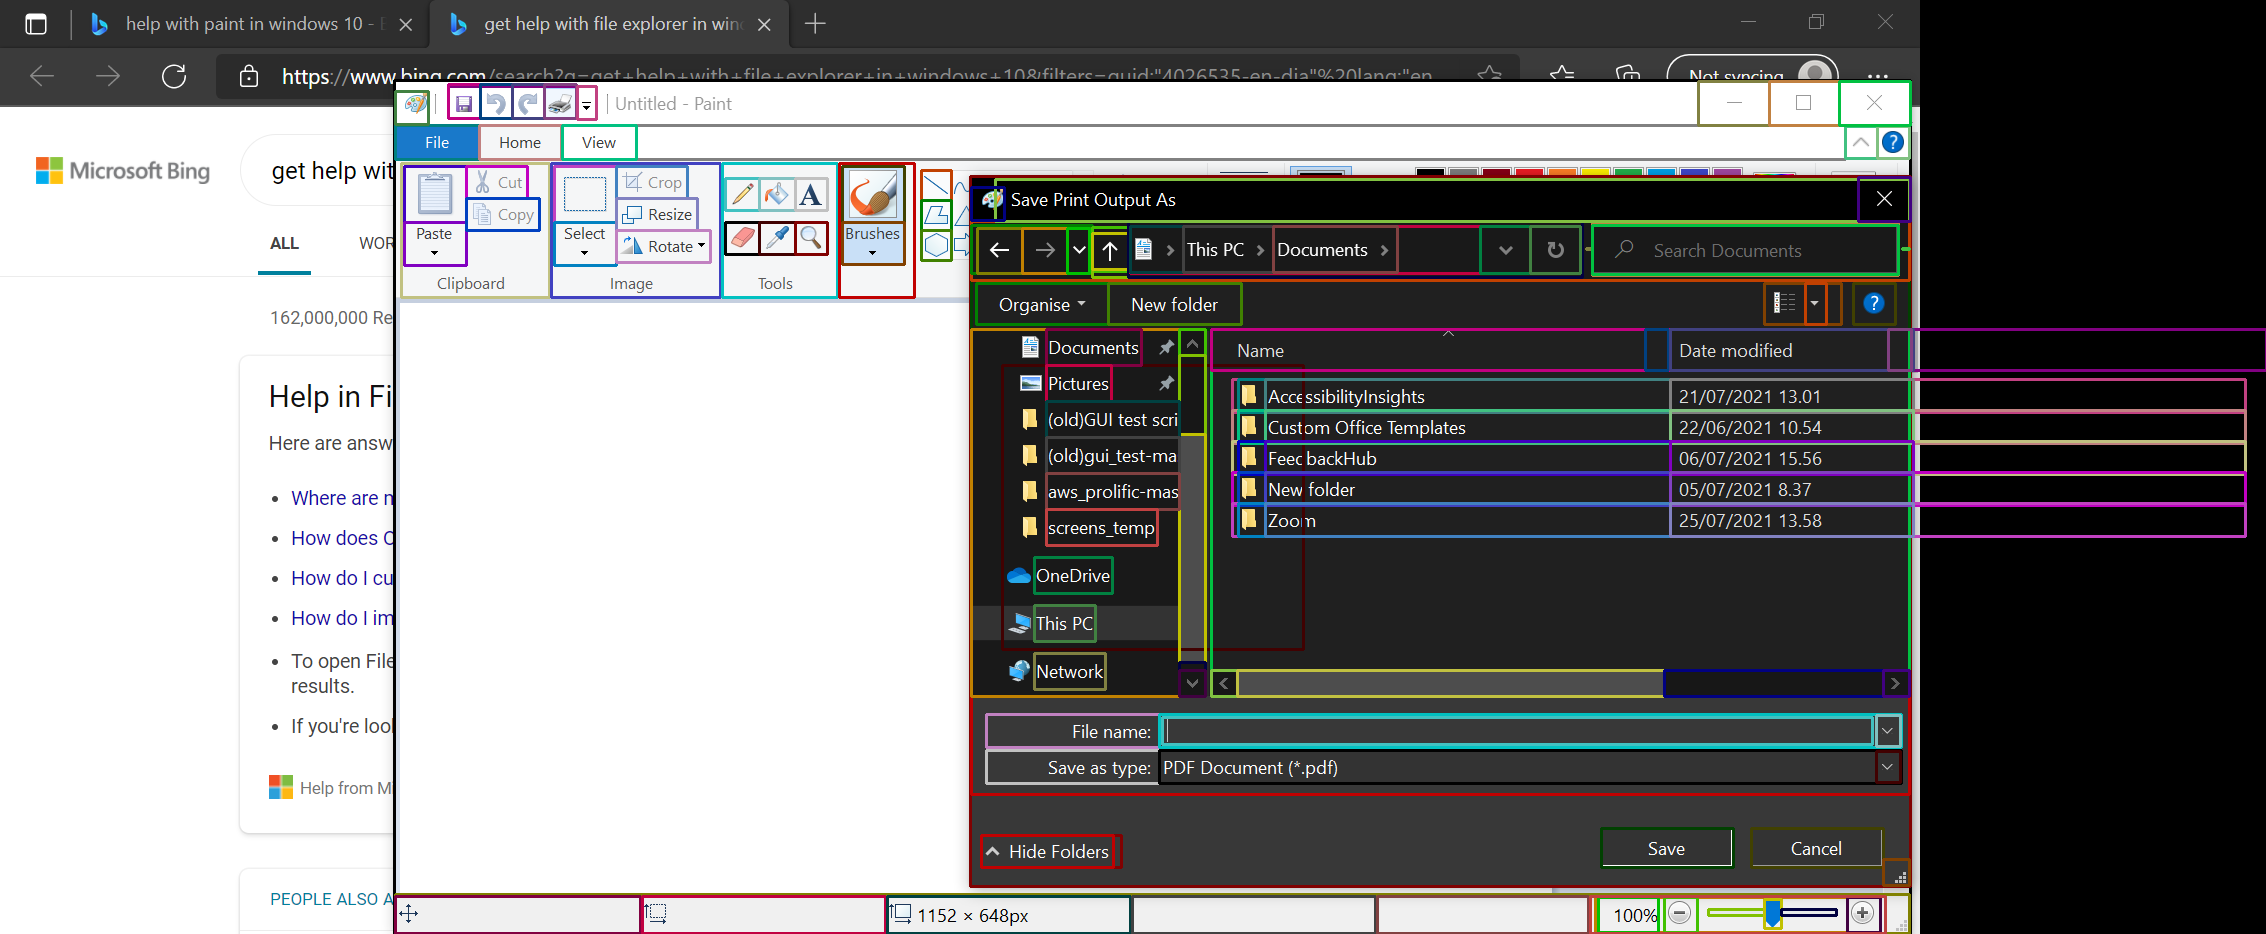 help with paint in windows 10 -
get help with file explorer in win
https://www.bing.com/search?q=get+help+with+file+explorer+in+windows+10&filters=guid:"4026535-en-dia"%20lang:"en
Not syncing
Microsoft Bing
get help wit
ALL
WOR
162,000,000 Re
Help in Fi
Here are answ
Where are n
How does C
How do I cu
How do I im
To open File
results.
If you're loo
Help from Mi
PEOPLE ALSO A
Untitled - Paint
File
Home
View
Paste
Cut
Copy
Clipboard
Select
Crop
Resize
Rotate
Image
A
Tools
Brushes
Save Print Output As
This PC
Documents
Search Documents
Organise
New folder
Documents
Pictures
(old)GUI test scri
(old)gui_test-ma
aws_prolific-mas
screens_temp
OneDrive
This PC
Network
Name
Date modified
AccessibilityInsights
21/07/2021 13.01
Custom Office Templates
22/06/2021 10.54
FeedbackHub
06/07/2021 15.56
New folder
05/07/2021 8.37
Zoom
25/07/2021 13.58
File name:
Save as type:
PDF Document (*.pdf)
Hide Folders
Save
Cancel
1152 × 648px
100%